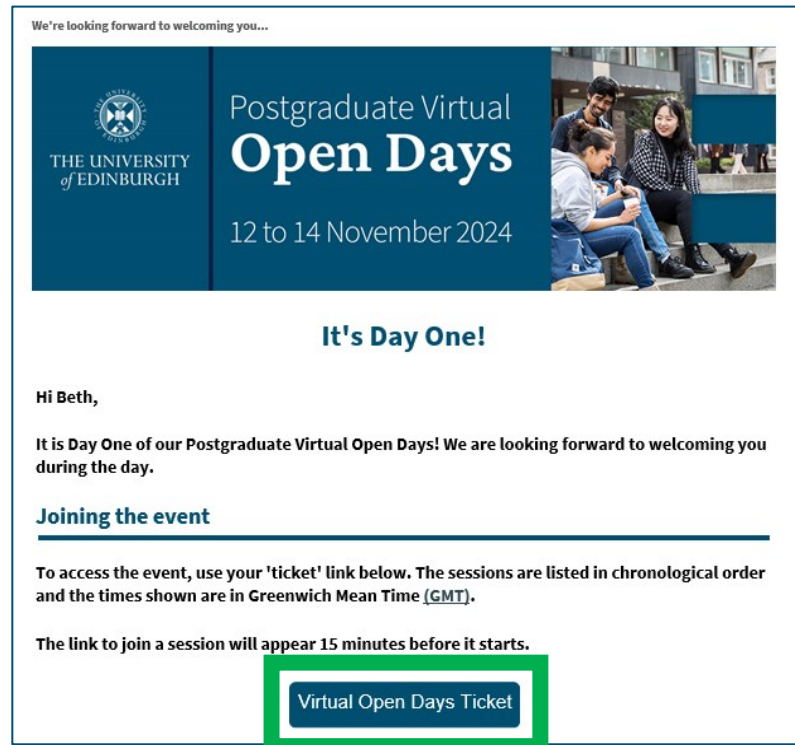 We're looking forward to welcoming you...
THE UNIVERSITY
of EDINBURGH
Postgraduate Virtual
Open Days
12 to 14 November 2024
It's Day One!
Hi Beth,
It is Day One of our Postgraduate Virtual Open Days! We are looking forward to welcoming you
during the day.
Joining the event
To access the event, use your 'ticket' link below. The sessions are listed in chronological order
and the times shown are in Greenwich Mean Time (GMT).
The link to join a session will appear 15 minutes before it starts.
Virtual Open Days Ticket